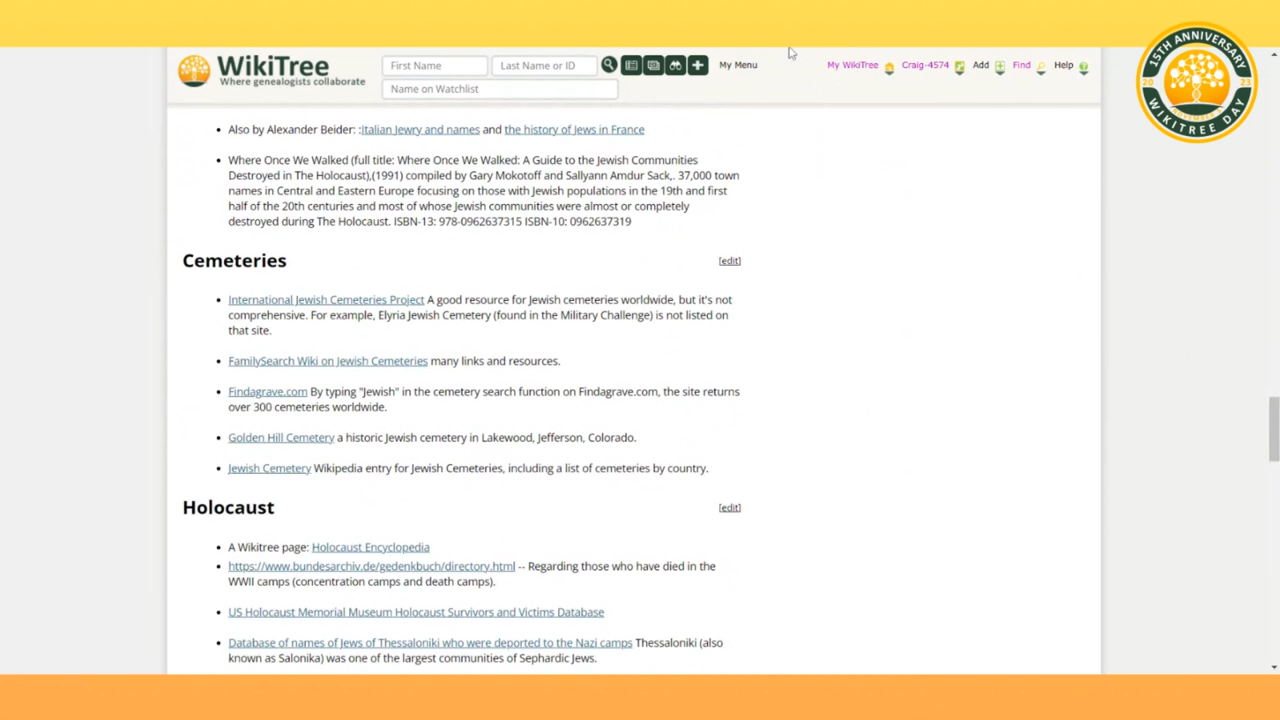 WikiTree
Where genealogists collaborate
First Name
Last Name or ID
My Menu
My WikiTree
Craig-4574
Add
Find
Help
Name on Watchlist
15TH ANNIVERSARY
20 23
WIKITREE DAY
• Also by Alexander Beider: :Italian Jewry and names and the history of Jews in France
• Where Once We Walked (full title: Where Once We Walked: A Guide to the Jewish Communities
Destroyed in The Holocaust),(1991) compiled by Gary Mokotoff and Sallyann Amdur Sack,. 37,000 town
names in Central and Eastern Europe focusing on those with Jewish populations in the 19th and first
half of the 20th centuries and most of whose Jewish communities were almost or completely
destroyed during The Holocaust. ISBN-13: 978-0962637315 ISBN-10: 0962637319
Cemeteries
[edit]
• International Jewish Cemeteries Project A good resource for Jewish cemeteries worldwide, but it's not
comprehensive. For example, Elyria Jewish Cemetery (found in the Military Challenge) is not listed on
that site.
• FamilySearch Wiki on Jewish Cemeteries many links and resources.
• Findagrave.com By typing "Jewish" in the cemetery search function on Findagrave.com, the site returns
over 300 cemeteries worldwide.
• Golden Hill Cemetery a historic Jewish cemetery in Lakewood, Jefferson, Colorado.
• Jewish Cemetery Wikipedia entry for Jewish Cemeteries, including a list of cemeteries by country.
Holocaust
[edit]
• A Wikitree page: Holocaust Encyclopedia
• https://www.bundesarchiv.de/gedenkbuch/directory.html -- Regarding those who have died in the
WWII camps (concentration camps and death camps).
• US Holocaust Memorial Museum Holocaust Survivors and Victims Database
• Database of names of Jews of Thessaloniki who were deported to the Nazi camps Thessaloniki (also
known as Salonika) was one of the largest communities of Sephardic Jews.